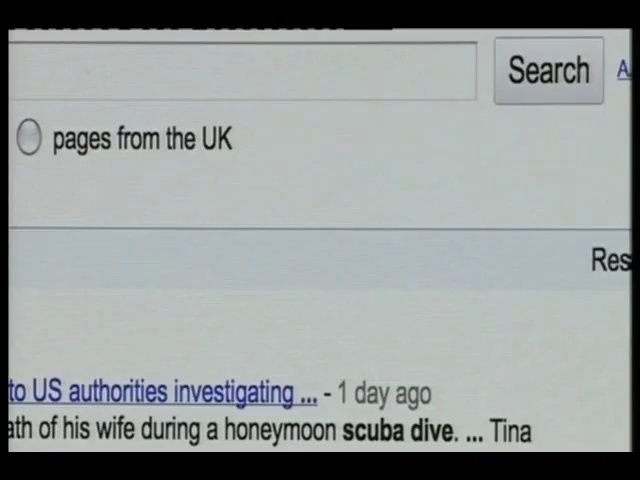 Search A
pages from the UK
Res
to US authorities investigating ... - 1 day ago
ath of his wife during a honeymoon scuba dive. ... Tina